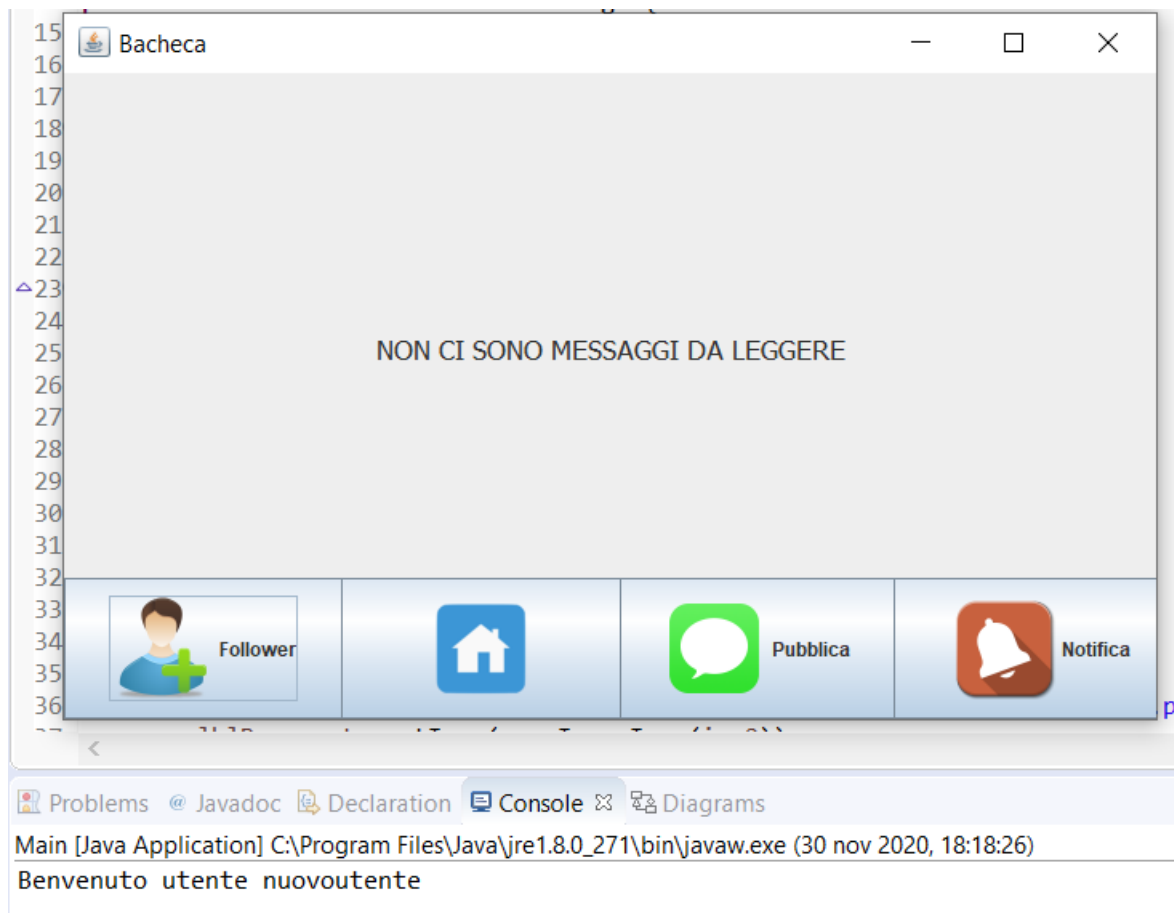 15
Bacheca
16
17
18
19
20
21
22
23
24
25
NON CI SONO MESSAGGI DA LEGGERE
26
27
28
29
30
31
32
33
34
Follower
Pubblica
Notifica
35
36
Problems @ Javadoc Declaration Console Diagrams
Main [Java Application] C:\Program Files\Java\jre1.8.0_271\bin\javaw.exe (30 nov 2020, 18:18:26)
Benvenuto utente nuovoutente